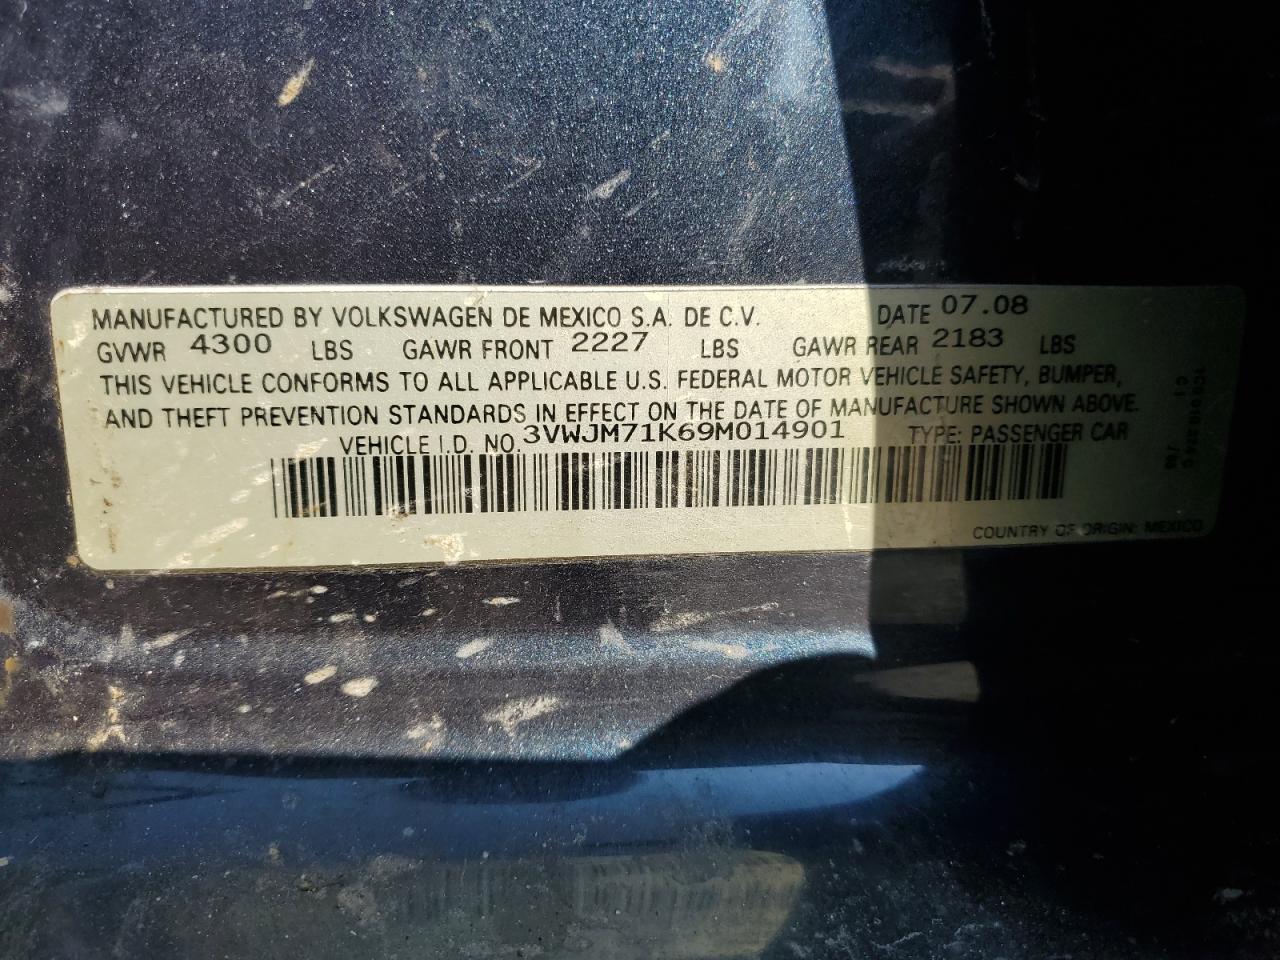 MANUFACTURED BY VOLKSWAGEN DE MEXICO S.A. DE C.V. DATE 07.08
GVWR 4300 LBS GAWR FRONT 2227 LBS GAWR REAR 2183 LBS
THIS VEHICLE CONFORMS TO ALL APPLICABLE U.S. FEDERAL MOTOR VEHICLE SAFETY, BUMPER,
AND THEFT PREVENTION STANDARDS IN EFFECT ON THE DATE OF MANUFACTURE SHOWN ABOVE.
VEHICLE I.D. NO. 3VWJM71K69M014901 TYPE: PASSENGER CAR
COUNTRY OF ORIGIN: MEXICO